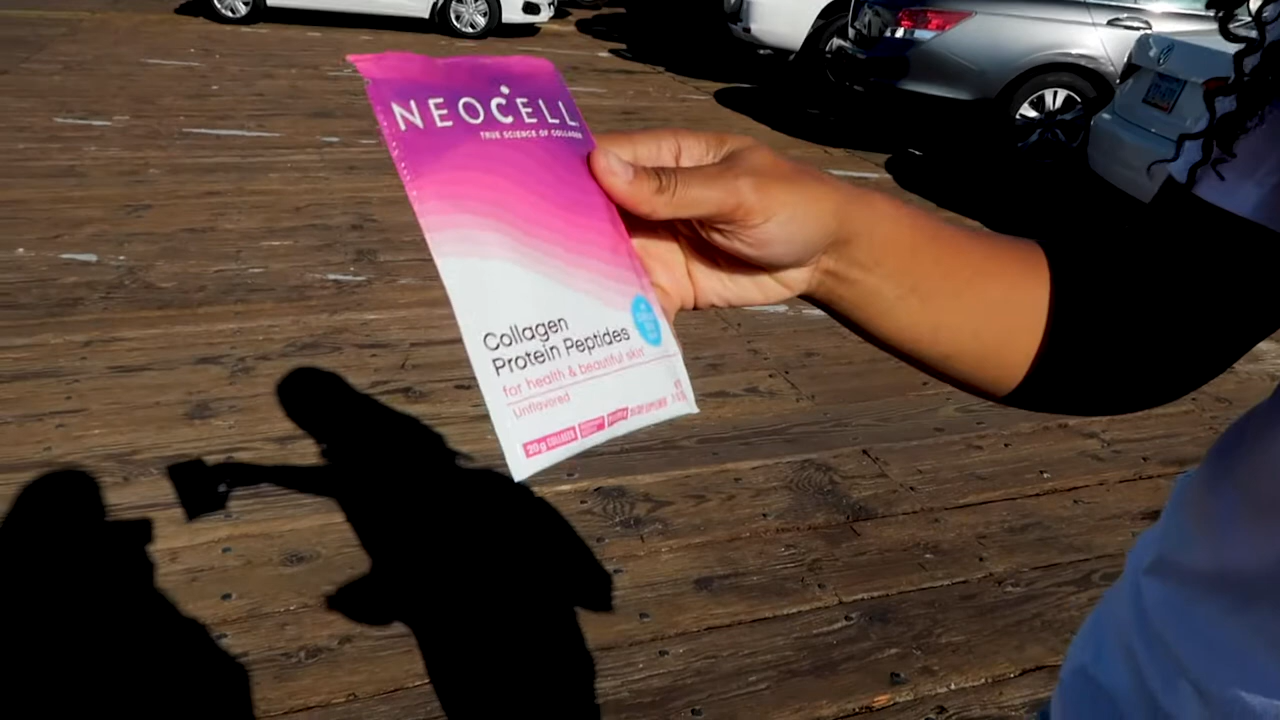 NEOCELL
TRUE SCIENCE OF COLLAGEN
Collagen
Protein Peptides
for health & beautiful skin
Unflavored
20g COLLAGEN